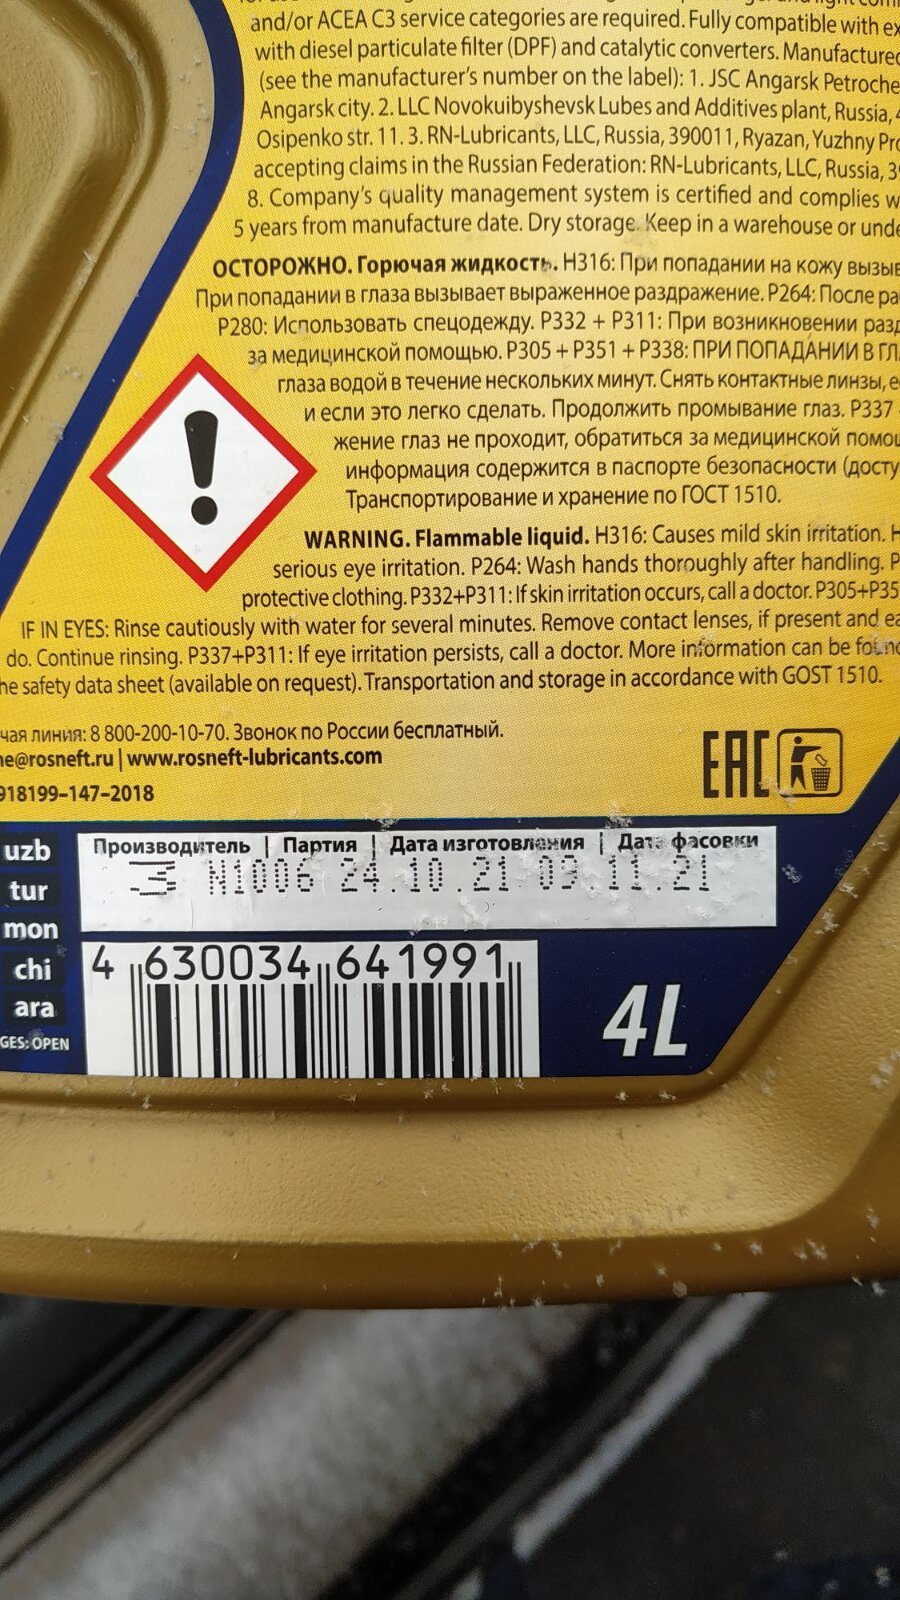 and/or ACEA C3 service categories are required. Fully compatible with
with diesel particulate filter (DPF) and catalytic converters. Manufactured
(see the manufacturer's number on the label): 1. JSC Angarsk
Angarsk city. 2. LLC Novokuibyshevsk Lubes and Additives plant, Russia,
Osipenko str. 11. 3. RN-Lubricants, LLC, Russia, 390011, Ryazan, Yuzhny
accepting claims in the Russian Federation: RN-Lubricants, LLC, Russia,
8. Company's quality management system is certified and complies
5 years from manufacture date. Dry storage. Keep in a warehouse or
ОСТОРОЖНО. Горючая жидкость. H316: При попадании на кожу
При попадании в глаза вызывает выраженное раздражение. P264: После
P280: Использовать спецодежду. P332 + P311: При возникновении
за медицинской помощью. P305 + P351 + P338: ПРИ ПОПАДАНИИ В
глаза водой в течение нескольких минут. Снять контактные линзы,
и если это легко сделать. Продолжить промывание глаз. P337
жение глаз не проходит, обратиться за медицинской
информация содержится в паспорте безопасности
Транспортирование и хранение по ГОСТ 1510.
WARNING. Flammable liquid. H316: Causes mild skin irritation.
serious eye irritation. P264: Wash hands thoroughly after handling.
protective clothing. P332+P311: If skin irritation occurs, call a doctor.
IF IN EYES: Rinse cautiously with water for several minutes. Remove contact lenses, if present and
do. Continue rinsing. P337+P311: If eye irritation persists, call a doctor. More information can be found
he safety data sheet (available on request). Transportation and storage in accordance with GOST 1510.
чая линия: 8 800-200-10-70. Звонок по России бесплатный.
ne@rosneft.ru | www.rosneft-lubricants.com
918199–147–2018
EAC
uzb
tur
mon
chi
ara
GES: OPEN
Производитель | Партия | Дата изготовления | Дата фасовки
3 N1006 24.10.21 09.11.21
4 630034 641991
4L